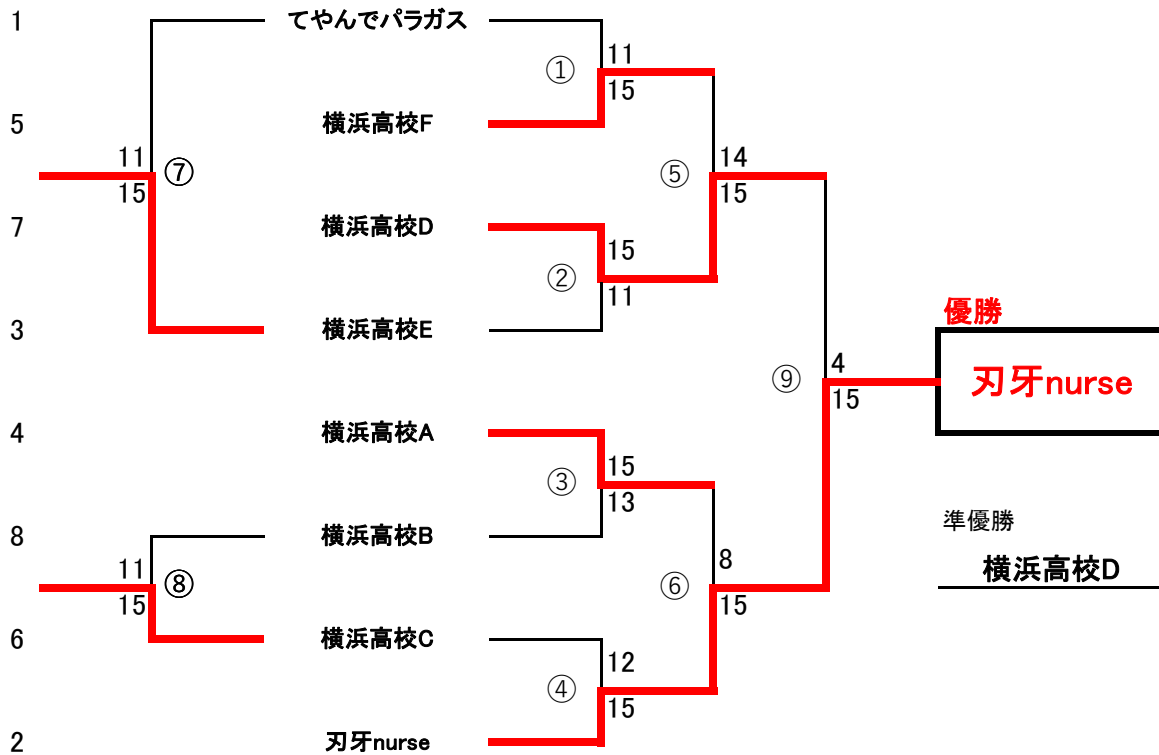 1 てやんでパラガス
11
①
15
5 横浜高校F
11 ⑦
14
⑤
15
15
7 横浜高校D
15
②
11
3 横浜高校E
優勝
刃牙nurse
4
⑨
15
4 横浜高校A
15
③
13
準優勝
8 横浜高校B
横浜高校D
11 ⑧
8
⑥
15
15
6 横浜高校C
12
④
15
2 刃牙nurse